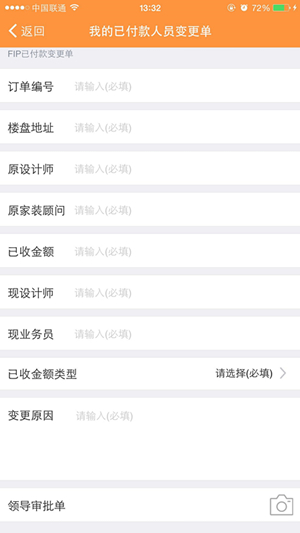 中国联通 13:32 72%
返回 我的已付款人员变更单
FIP已付款变更单
订单编号 请输入(必填)
楼盘地址 请输入(必填)
原设计师 请输入(必填)
原家装顾问 请输入(必填)
已收金额 请输入(必填)
现设计师 请输入(必填)
现业务员 请输入(必填)
已收金额类型 请选择(必填)
变更原因 请输入(必填)
领导审批单